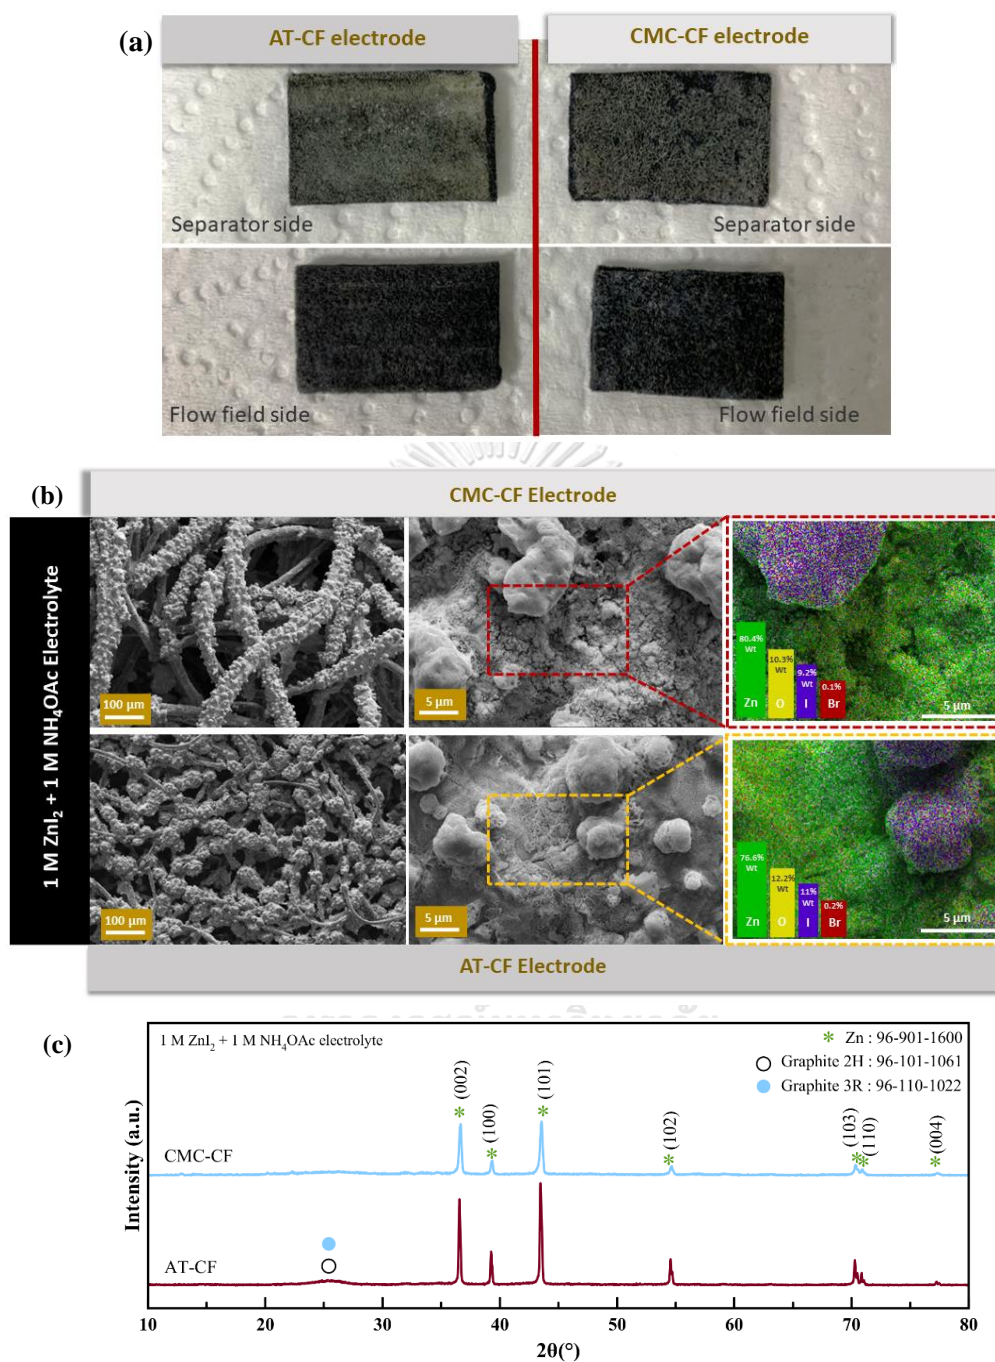 (a)
AT-CF electrode
CMC-CF electrode
Separator side
Separator side
Flow field side
Flow field side
(b)
CMC-CF Electrode
1 M ZnI₂ + 1 M NH₄OAc Electrolyte
100 µm
5 µm
80.4% Wt
10.3% Wt
9.2% Wt
0.1%
Zn
O
I
Br
5 µm
100 µm
5 µm
76.6% Wt
12.2% Wt
11% Wt
0.2%
Zn
O
I
Br
5 µm
AT-CF Electrode
(c)
1 M ZnI₂ + 1 M NH₄OAc electrolyte
* Zn : 96-901-1600
Graphite 2H : 96-101-1061
Graphite 3R : 96-110-1022
(002)
(100)
(101)
(102)
(103)
(110)
(004)
CMC-CF
AT-CF
Intensity (a.u.)
10 20 30 40 50 60 70 80
2θ(°)